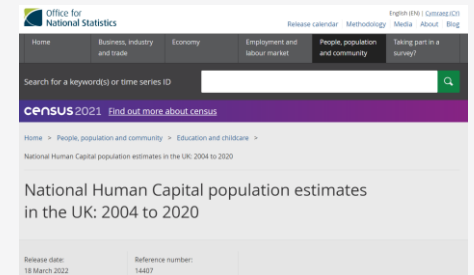 Office for
National Statistics
English (EN) | Cymraeg (CY)
Release calendar Methodology Media About Blog
Home
Business, industry and trade
Economy
Employment and labour market
People, population and community
Taking part in a survey?
Search for a keyword(s) or time series ID
census 2021 Find out more about census
Home > People, population and community > Education and childcare >
National Human Capital population estimates in the UK: 2004 to 2020
National Human Capital population estimates
in the UK: 2004 to 2020
Release date:
18 March 2022
Reference number:
14407